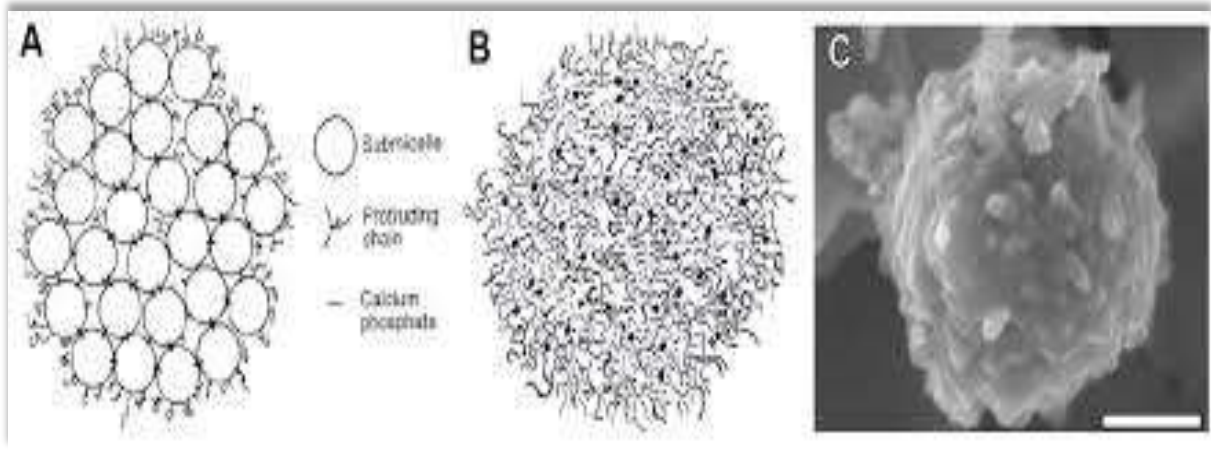 A
Submicelle
Protruding
chain
Calcium
phosphate
B
C